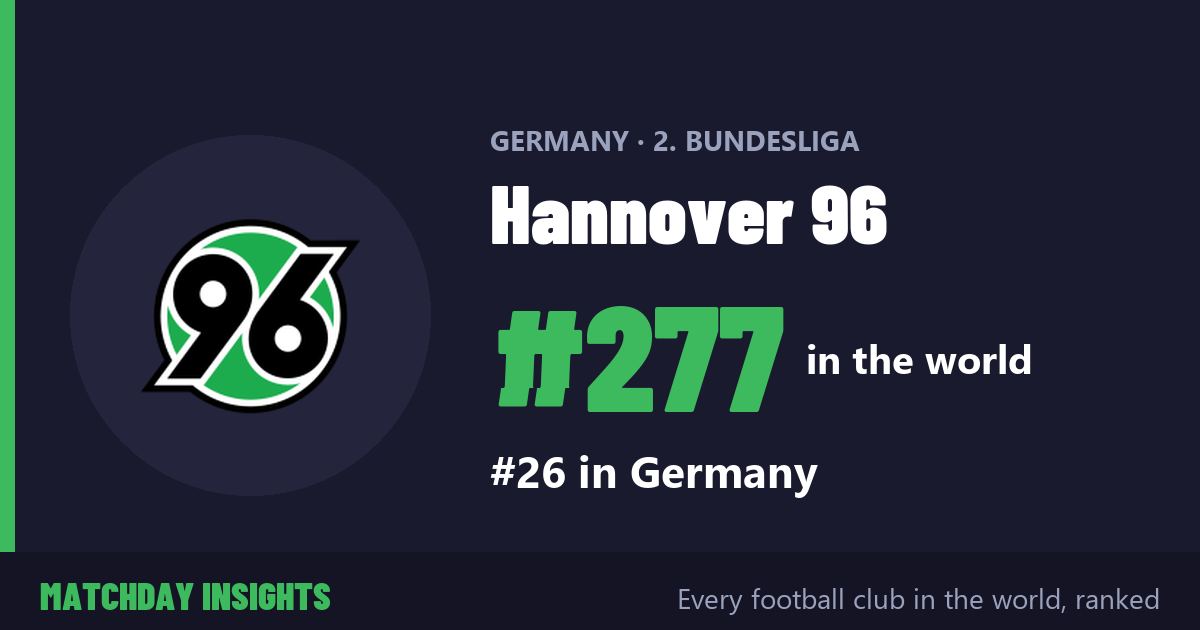 GERMANY · 2. BUNDESLIGA
Hannover 96
96
#277 in the world
#26 in Germany
MATCHDAY INSIGHTS
Every football club in the world, ranked